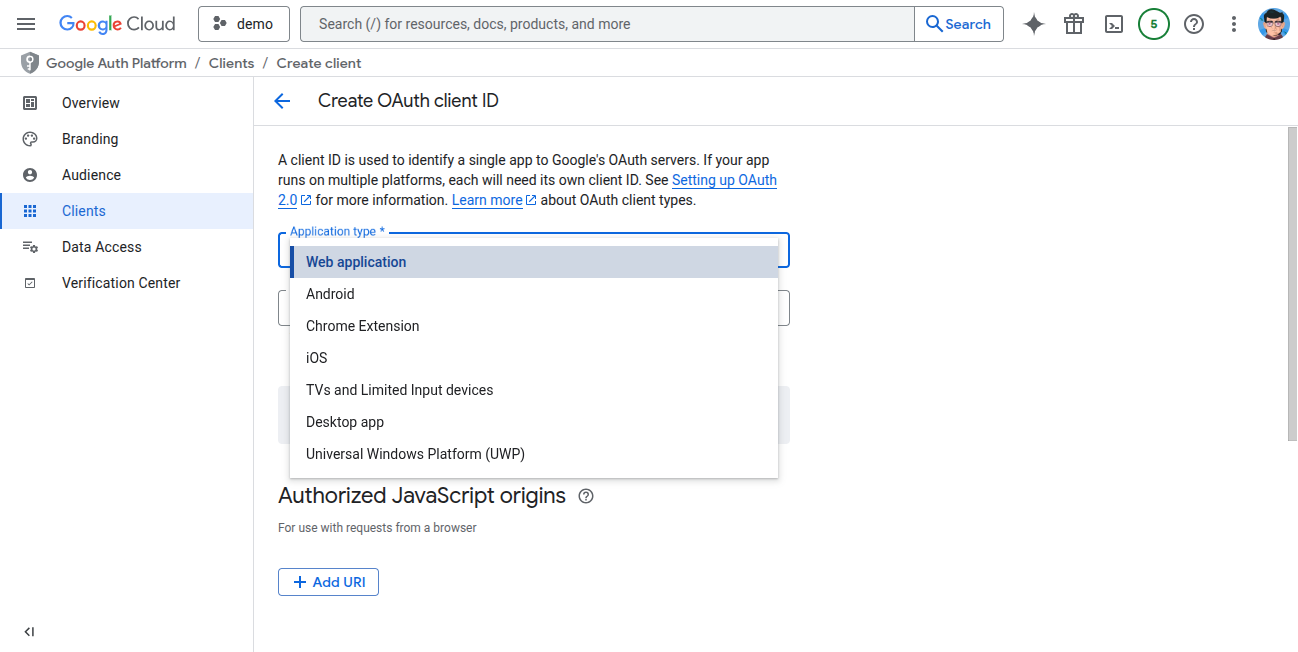 Google Cloud
demo
Search (/) for resources, docs, products, and more
Search
5
Google Auth Platform / Clients / Create client
Overview
Branding
Audience
Clients
Data Access
Verification Center
Create OAuth client ID
A client ID is used to identify a single app to Google's OAuth servers. If your app
runs on multiple platforms, each will need its own client ID. See Setting up OAuth
2.0 for more information. Learn more about OAuth client types.
Application type *
Web application
Android
Chrome Extension
iOS
TVs and Limited Input devices
Desktop app
Universal Windows Platform (UWP)
Authorized JavaScript origins
For use with requests from a browser
+ Add URI